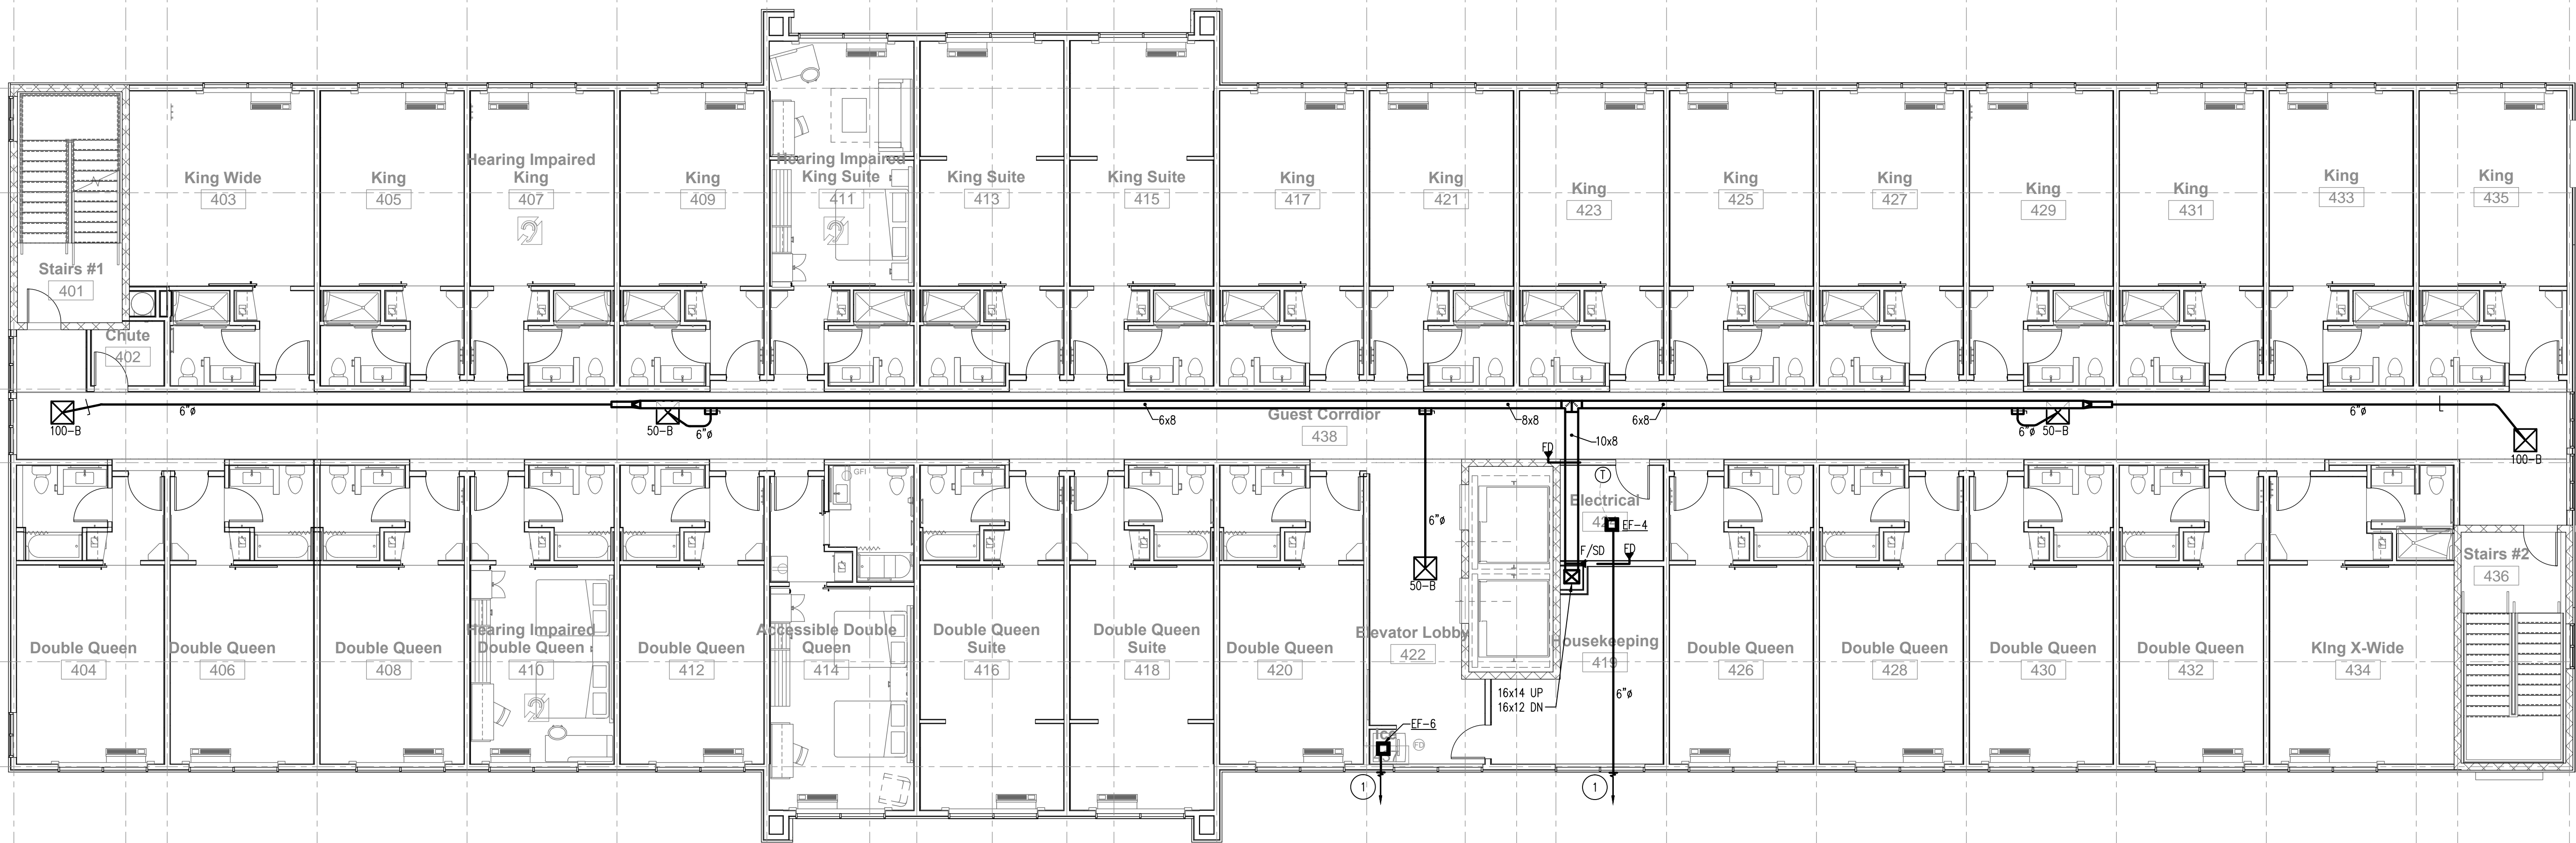 Hearing Impaired
King Wide
403
King
405
King
407
King
409
Hearing Impaired
King Suite
411
King Suite
413
King Suite
415
King
417
King
421
King
423
King
425
King
427
King
429
King
431
King
433
King
435
Stairs #1
401
Chute
402
100-B
6"ø
50-B
6"ø
6x8
Guest Corrdior
438
8x8
6x8
10x8
6"ø
50-B
6"ø
100-B
FD
T
Electrical
EF-4
F/SD
FD
GFI
6"ø
50-B
Stairs #2
436
Double Queen
404
Double Queen
406
Double Queen
408
Hearing Impaired
Double Queen
410
Double Queen
412
Accessible Double
Queen
414
Double Queen
Suite
416
Double Queen
Suite
418
Double Queen
420
Elevator Lobby
422
Housekeeping
419
Double Queen
426
Double Queen
428
Double Queen
430
Double Queen
432
KIng X-Wide
434
16x14 UP
16x12 DN
6"ø
EF-6
Ice
FD
1
1